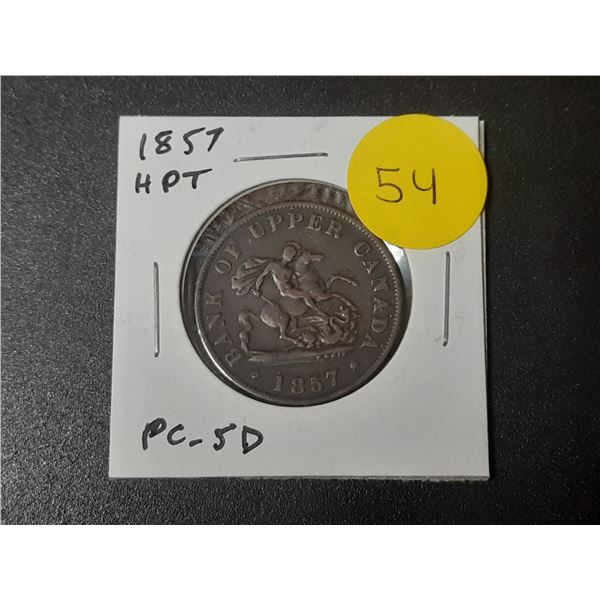 1857
HPT
54
BANK OF UPPER CANADA
1857
PC-5D